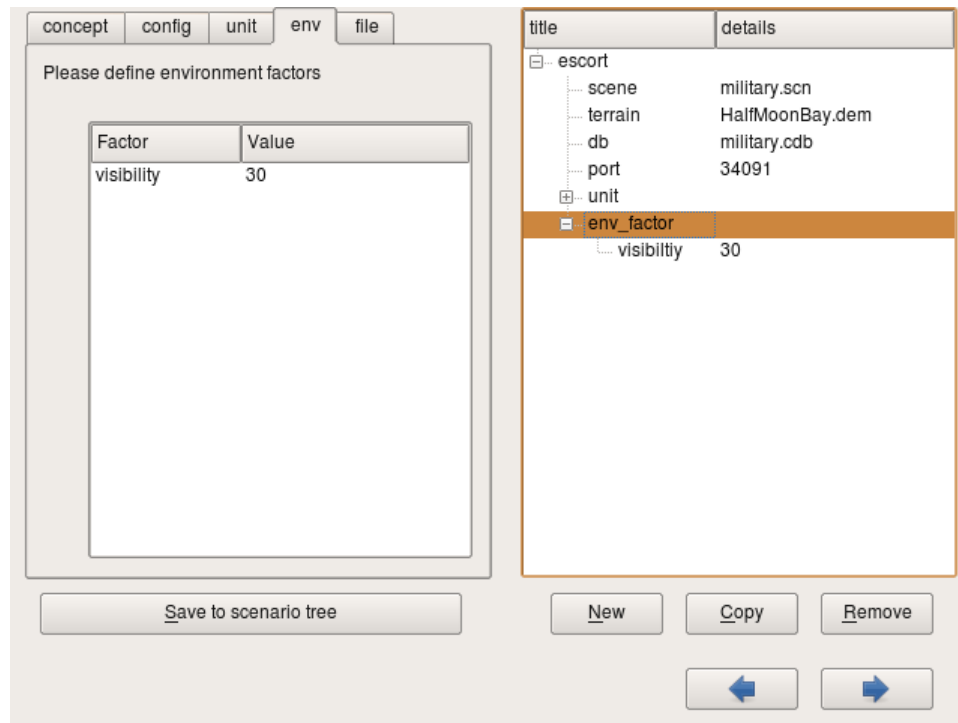 concept config unit env file
Please define environment factors
Factor Value
visibility 30
Save to scenario tree
title details
escort
scene military.scn
terrain HalfMoonBay.dem
db military.cdb
port 34091
unit
env_factor
visibiltiy 30
New Copy Remove